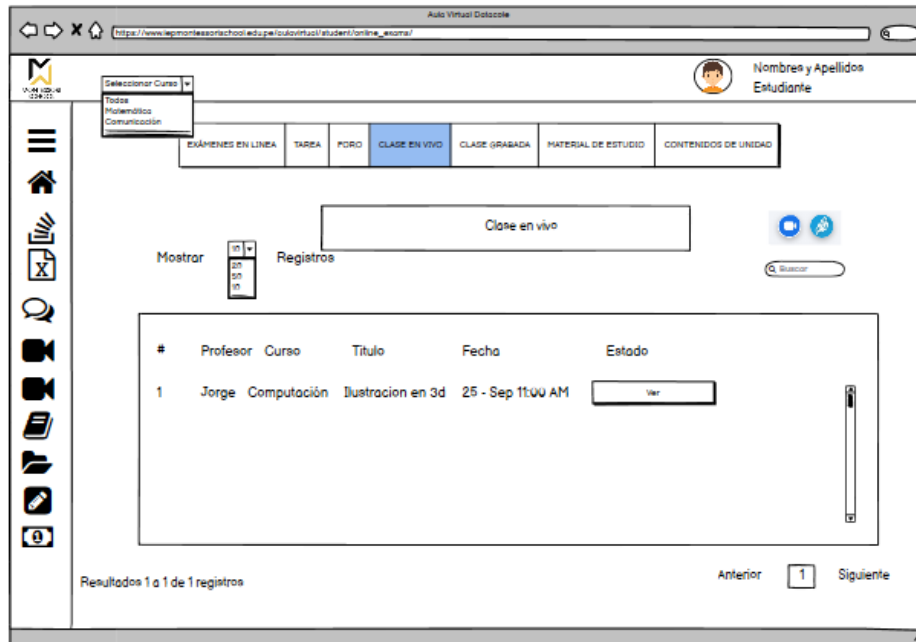 Aula Virtual Datacole
https://www.iepmontessorischool.edu.pe/aulavirtual/student/online_exams/
Nombres y Apellidos
Estudiante
Seleccionar Curso
Todos
Matemática
Comunicación
EXÁMENES EN LINEA TAREA FORO CLASE EN VIVO CLASE GRABADA MATERIAL DE ESTUDIO CONTENIDOS DE UNIDAD
Clase en vivo
Mostrar 10 Registros
20
50
10
Buscar
# Profesor Curso Titulo Fecha Estado
1 Jorge Computación Ilustracion en 3d 25 - Sep 11:00 AM Ver
Resultados 1 a 1 de 1 registros
Anterior 1 Siguiente